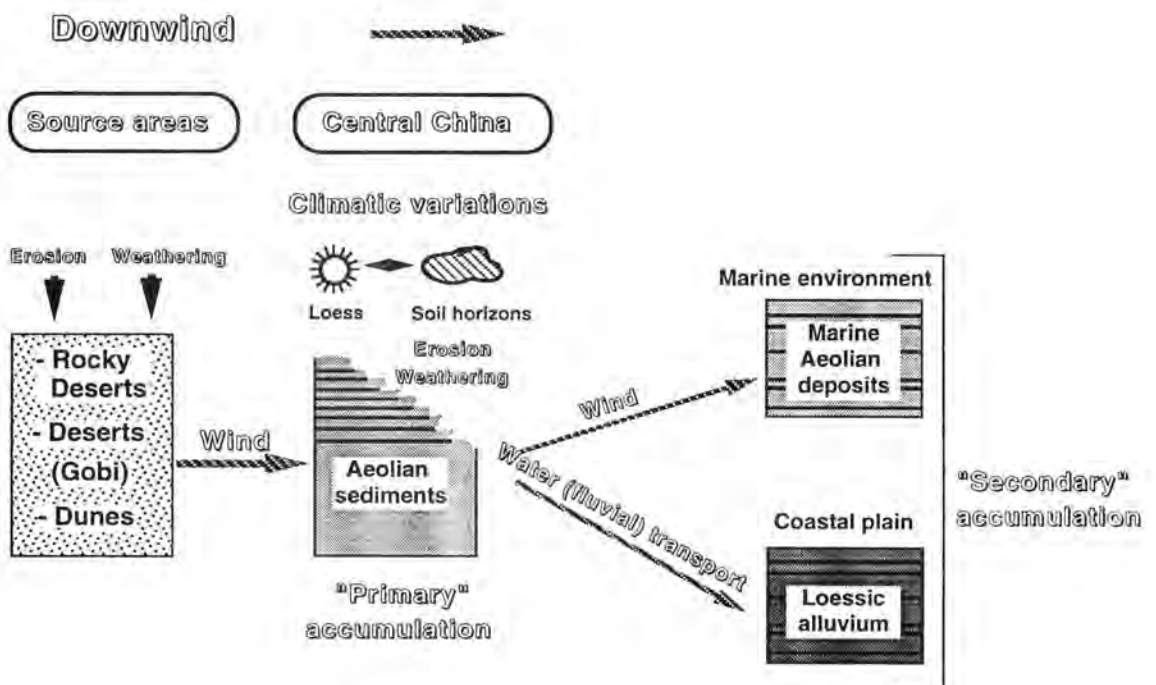 Downwind
Source areas
Central China
Climatic variations
Erosion Weathering
Loess Soil horizons
- Rocky
Deserts
- Deserts
(Gobi)
- Dunes
Wind
Erosion
Weathering
Aeolian
sediments
"Primary"
accumulation
Wind
Water (fluvial) transport
Marine environment
Marine
Aeolian
deposits
Coastal plain
Loessic
alluvium
"Secondary"
accumulation